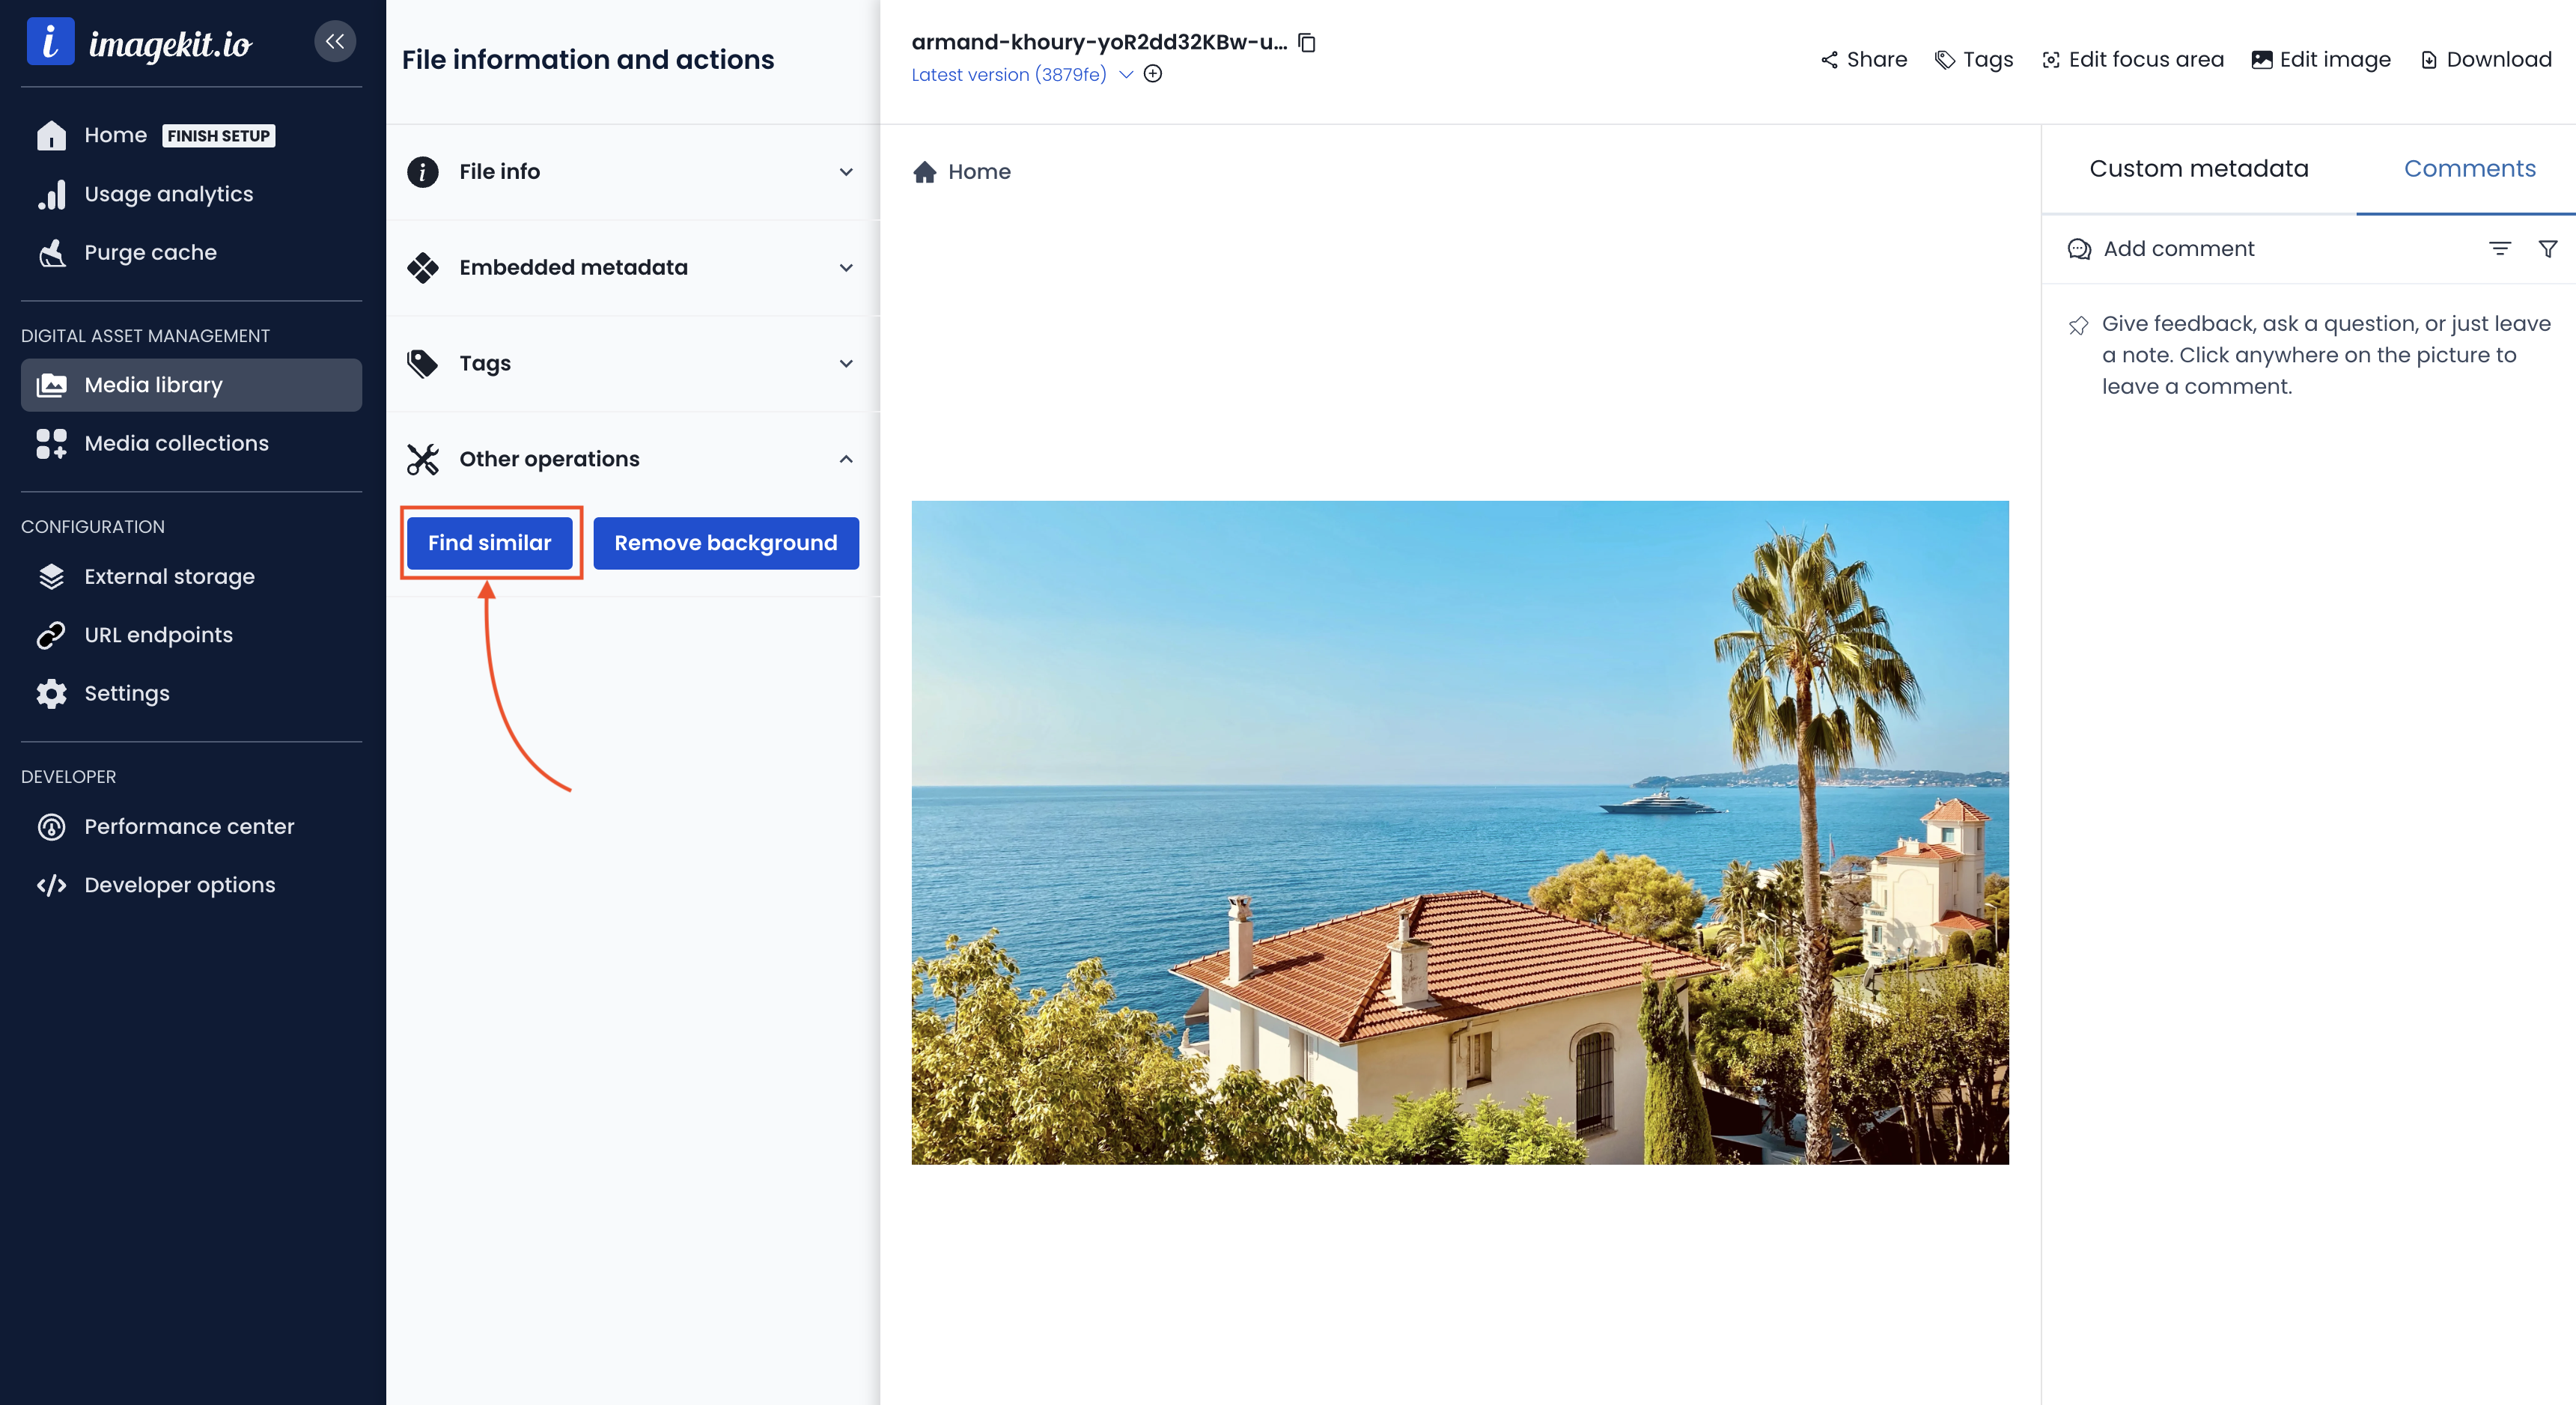 imagekit.io
Home FINISH SETUP
Usage analytics
Purge cache
DIGITAL ASSET MANAGEMENT
Media library
Media collections
CONFIGURATION
External storage
URL endpoints
Settings
DEVELOPER
Performance center
Developer options
File information and actions
File info
Embedded metadata
Tags
Other operations
Find similar Remove background
armand-khoury-yoR2dd32KBw-u...
Latest version (3879fe)
Share Tags Edit focus area Edit image Download
Home
Custom metadata Comments
Add comment
Give feedback, ask a question, or just leave
a note. Click anywhere on the picture to
leave a comment.